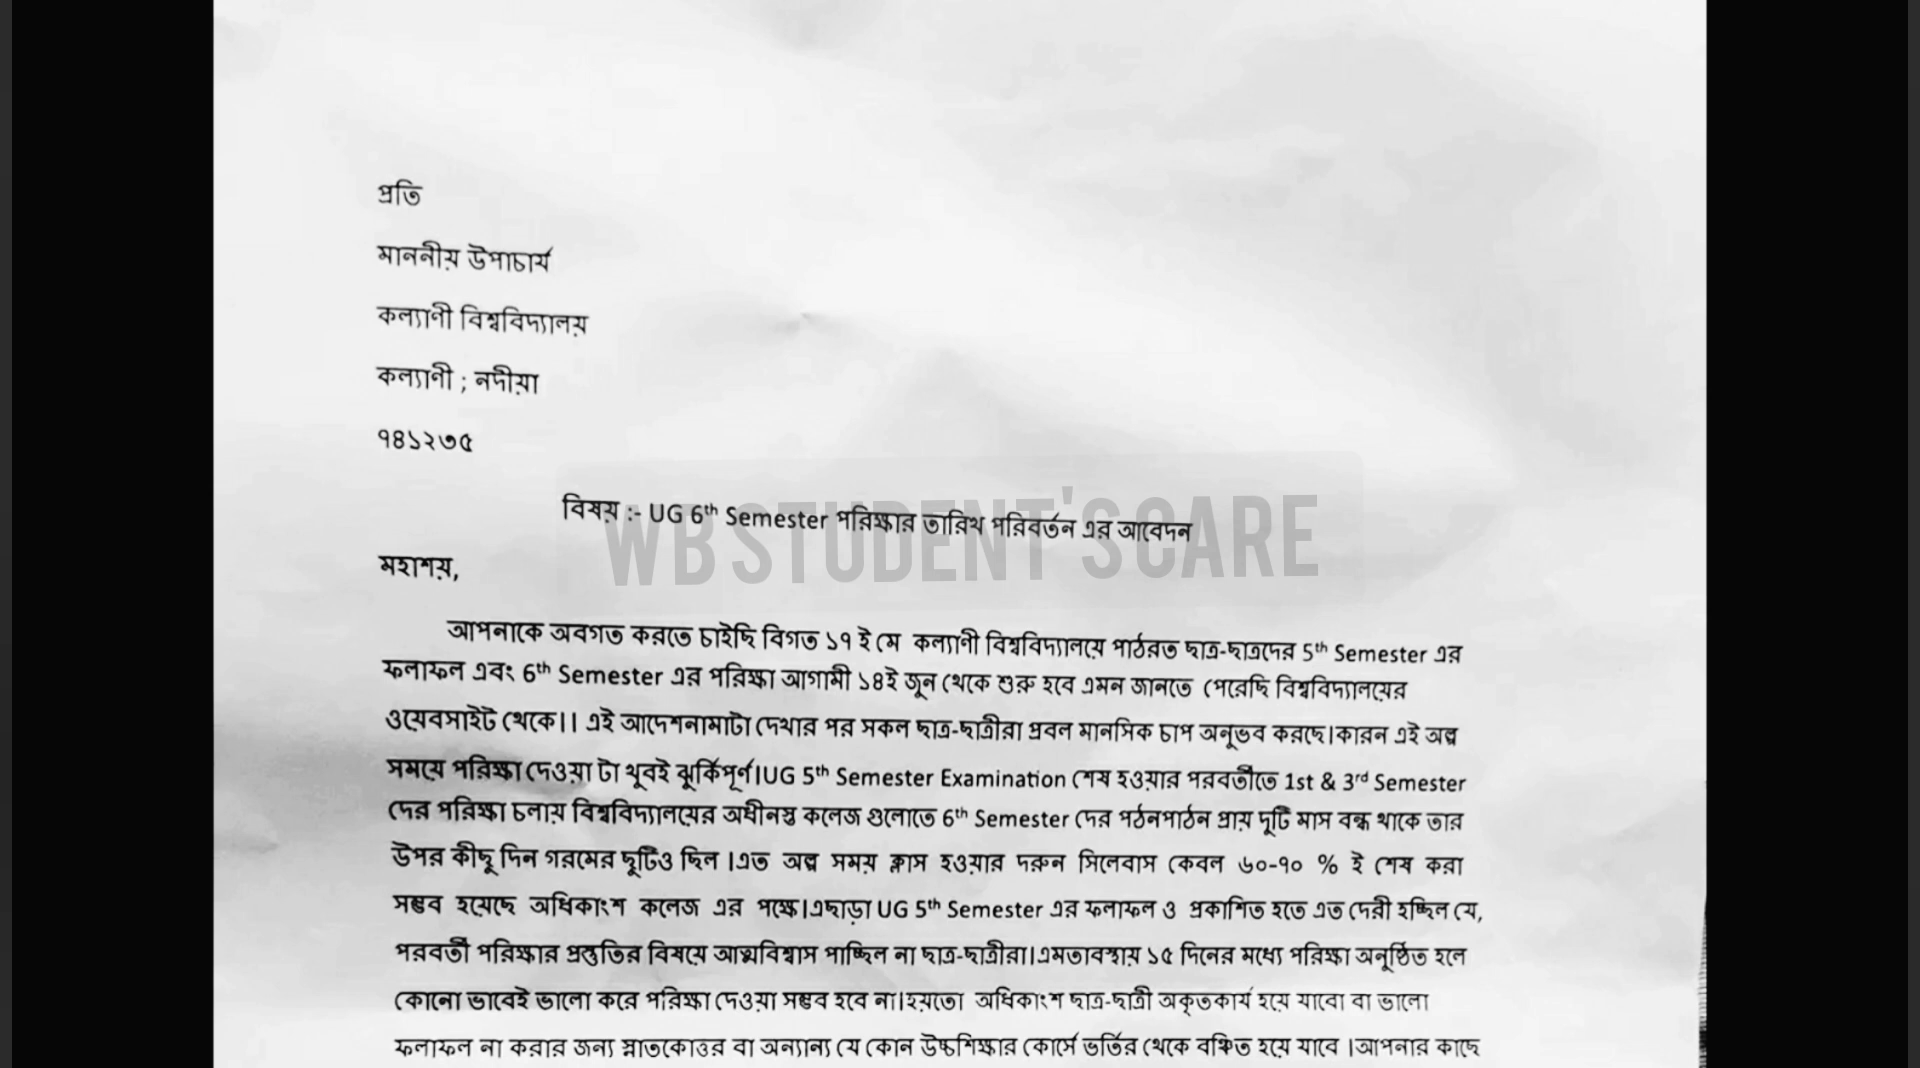 প্রতি
মাননীয় উপাচার্য
কল্যাণী বিশ্ববিদ্যালয়
কল্যাণী ; নদীয়া
৭৪১২৩৫
বিষয় :- UG 6th Semester পরিক্ষার তারিখ পরিবর্তন এর আবেদন
WB STUDENT'S CARE
মহাশয়,
আপনাকে অবগত করতে চাইছি বিগত ১৭ ই মে কল্যাণী বিশ্ববিদ্যালয়ে পাঠরত ছাত্র-ছাত্রদের 5th Semester এর
ফলাফল এবং 6th Semester এর পরিক্ষা আগামী ১৪ই জুন থেকে শুরু হবে এমন জানতে পেরেছি বিশ্ববিদ্যালয়ের
ওয়েবসাইট থেকে।। এই আদেশনামাটা দেখার পর সকল ছাত্র-ছাত্রীরা প্রবল মানসিক চাপ অনুভব করছে।কারন এই অল্প
সময়ে পরিক্ষা দেওয়া টা খুবই ঝুকিপূর্ণ।UG 5th Semester Examination শেষ হওয়ার পরবর্তীতে 1st & 3rd Semester
দের পরিক্ষা চলায় বিশ্ববিদ্যালয়ের অধীনস্ত কলেজ গুলোতে 6th Semester দের পঠনপাঠন প্রায় দুটি মাস বন্ধ থাকে তার
উপর কীছু দিন গরমের ছুটিও ছিল ।এত অল্প সময় ক্লাস হওয়ার দরুন সিলেবাস কেবল ৬০-৭০ % ই শেষ করা
সম্ভব হয়েছে অধিকাংশ কলেজ এর পক্ষে।এছাড়া UG 5th Semester এর ফলাফল ও প্রকাশিত হতে এত দেরী হচ্ছিল যে,
পরবর্তী পরিক্ষার প্রস্তুতির বিষয়ে আত্মবিশ্বাস পাচ্ছিল না ছাত্র-ছাত্রীরা।এমতাবস্থায় ১৫ দিনের মধ্যে পরিক্ষা অনুষ্ঠিত হলে
কোনো ভাবেই ভালো করে পরিক্ষা দেওয়া সম্ভব হবে না।হয়তো অধিকাংশ ছাত্র-ছাত্রী অকৃতকার্য হয়ে যাবো বা ভালো
ফলাফল না করার জন্য স্নাতকোত্তর বা অন্যান্য যে কোন উচ্চশিক্ষার কোর্সে ভর্তির থেকে বঞ্চিত হয়ে যাবে ।আপনার কাছে